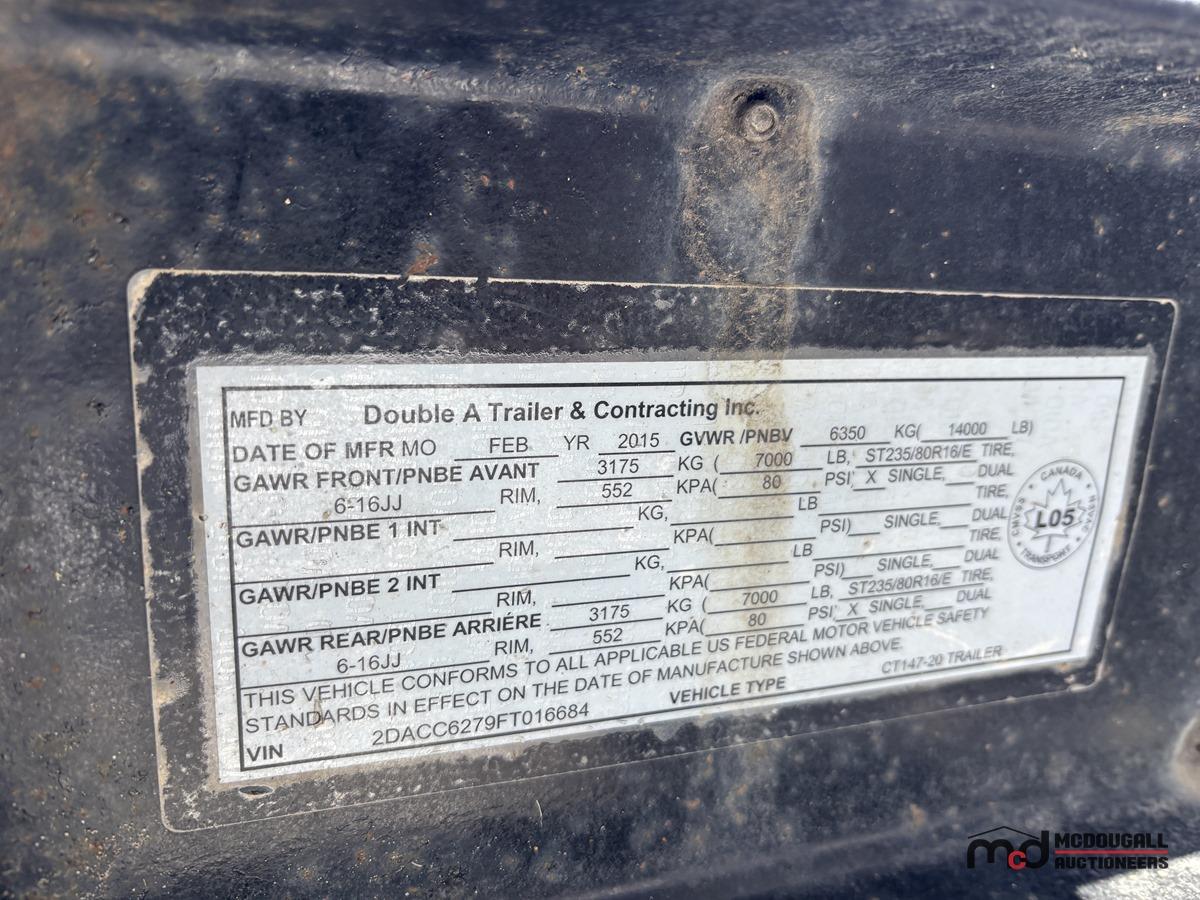 MFD BY Double A Trailer & Contracting Inc.
DATE OF MFR MO FEB YR 2015 GVWR /PNBV 6350 KG( 14000 LB)
GAWR FRONT/PNBE AVANT 3175 KG ( 7000 LB, ST235/80R16/E TIRE,
6-16JJ RIM, 552 KPA( 80 PSI, X SINGLE, DUAL
GAWR/PNBE 1 INT KG, LB TIRE,
RIM, KPA( PSI) SINGLE, DUAL
GAWR/PNBE 2 INT KG, LB TIRE,
RIM, KPA( PSI) SINGLE, DUAL
GAWR REAR/PNBE ARRIÉRE 3175 KG ( 7000 LB, ST235/80R16/E TIRE,
6-16JJ RIM, 552 KPA( 80 PSI, X SINGLE, DUAL
THIS VEHICLE CONFORMS TO ALL APPLICABLE US FEDERAL MOTOR VEHICLE SAFETY
STANDARDS IN EFFECT ON THE DATE OF MANUFACTURE SHOWN ABOVE.
VIN 2DACC6279FT016684 VEHICLE TYPE CT147-20 TRAILER
CANADA
L05
TRANSPORT
mcd MCDOUGALL
AUCTIONEERS